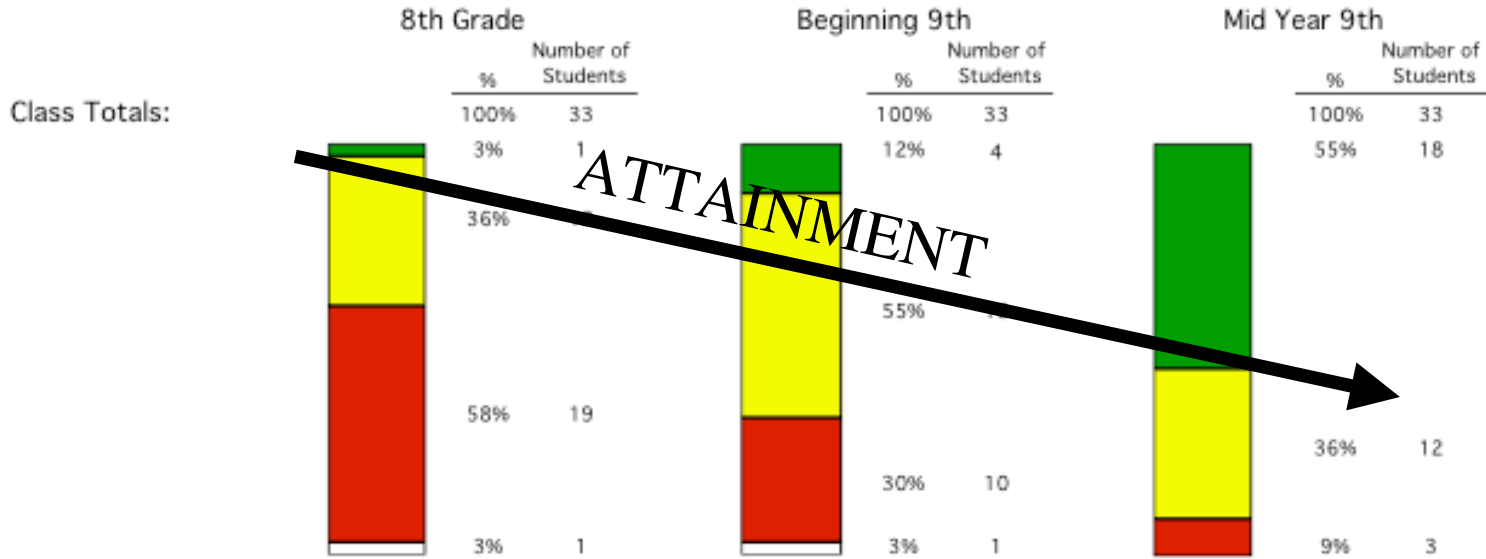 8th Grade Beginning 9th Mid Year 9th
Number of Number of Number of
% Students % Students % Students
Class Totals: 100% 33 100% 33 100% 33
3% 1 12% 4 55% 18
ATTAINMENT
36%
55%
58% 19
36% 12
30% 10
3% 1 3% 1 9% 3